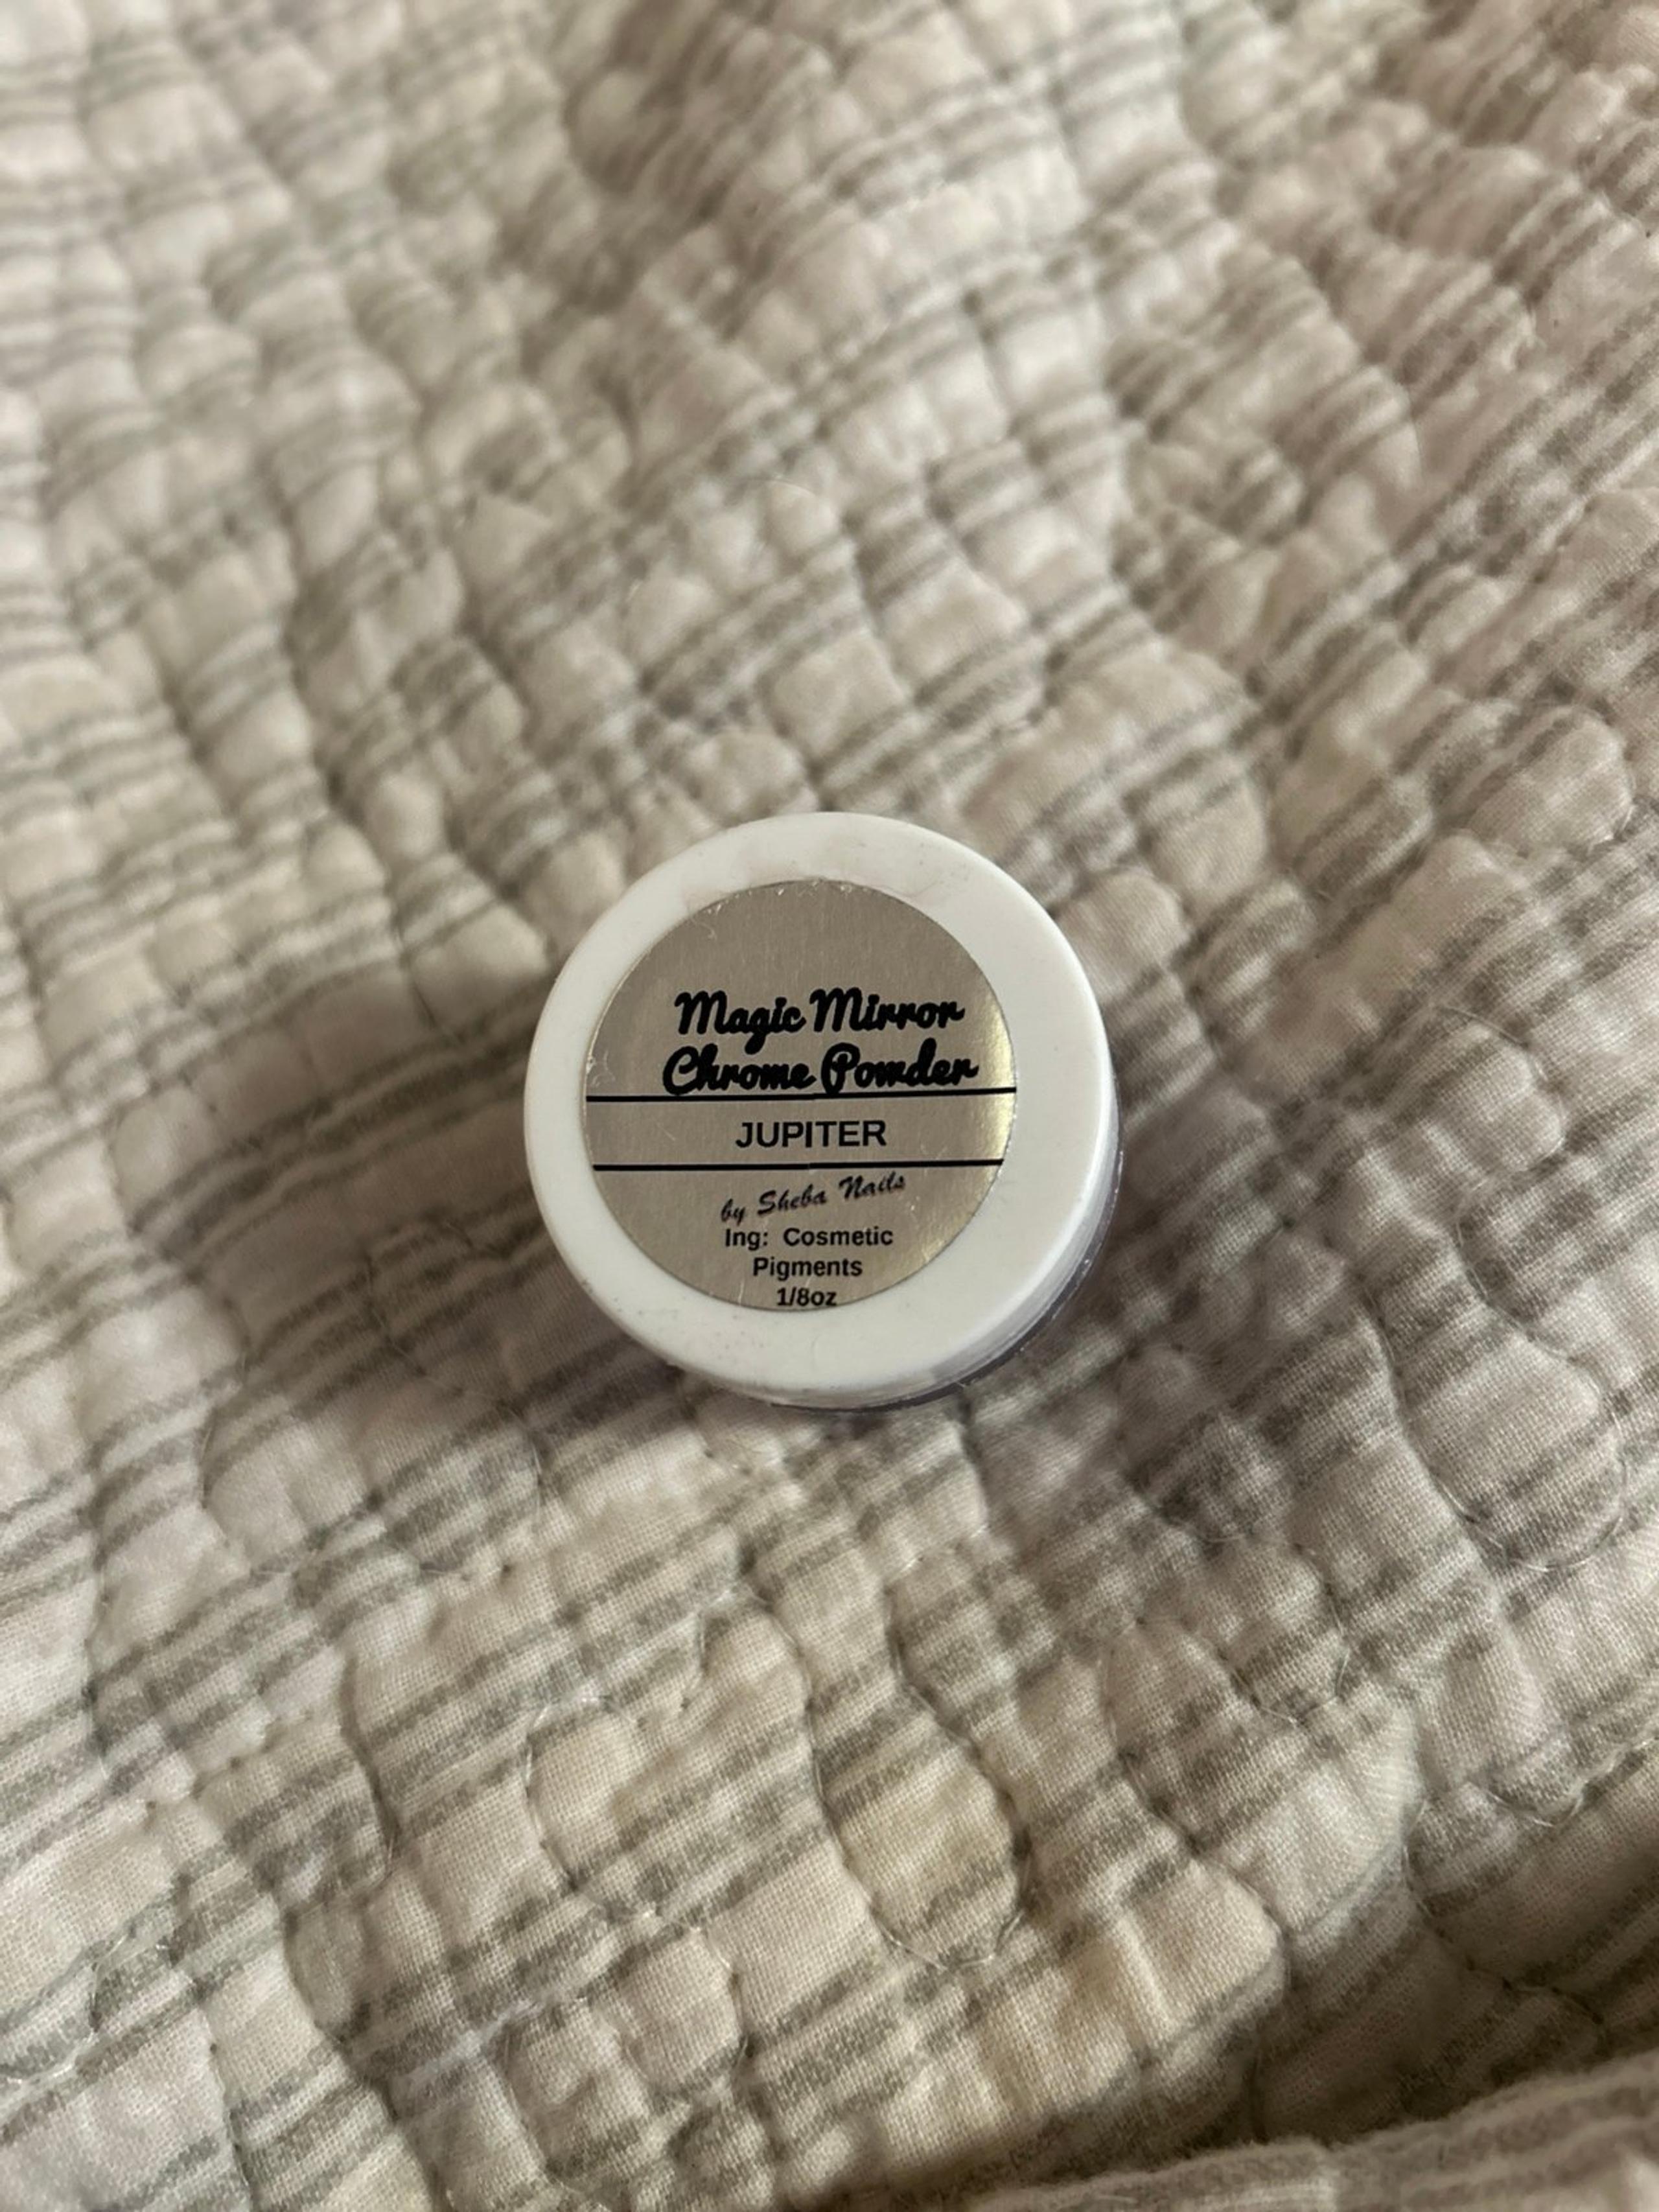 Magic Mirror
Chrome Powder
JUPITER
by Sheba Nails
Ing: Cosmetic
Pigments
1/8oz